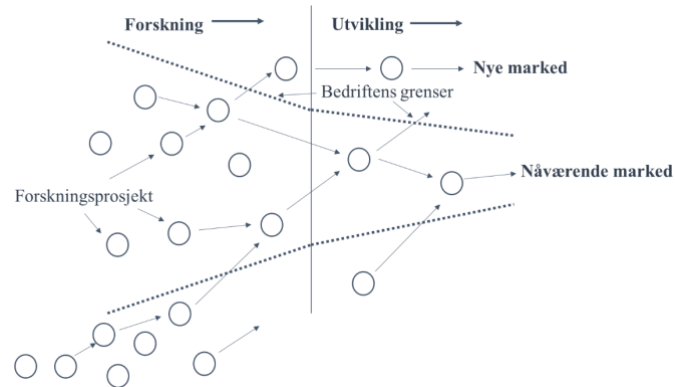 Forskning
Utvikling
Nye marked
Bedriftens grenser
Nåværende marked
Forskningsprosjekt